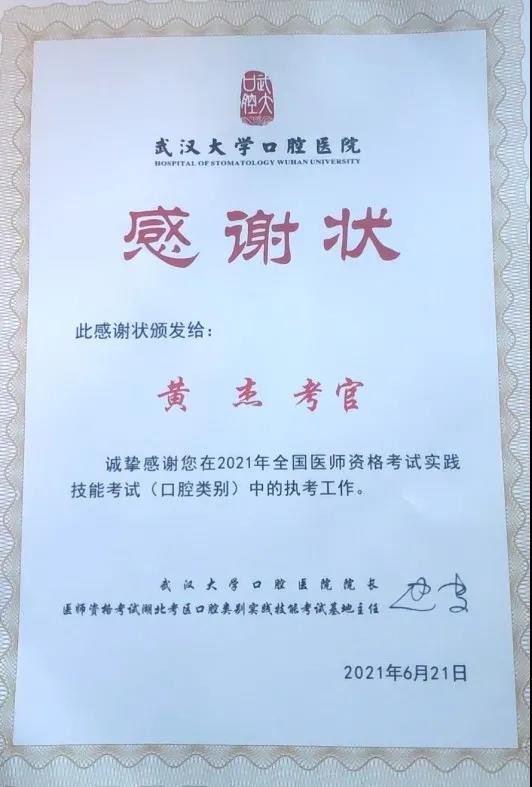 武大口腔
武汉大学口腔医院
HOSPITAL OF STOMATOLOGY WUHAN UNIVERSITY
感谢状
此感谢状颁发给：
黄杰考官
诚挚感谢您在2021年全国医师资格考试实践
技能考试（口腔类别）中的执考工作。
武汉大学口腔医院院长
医师资格考试湖北考区口腔类别实践技能考试基地主任
2021年6月21日